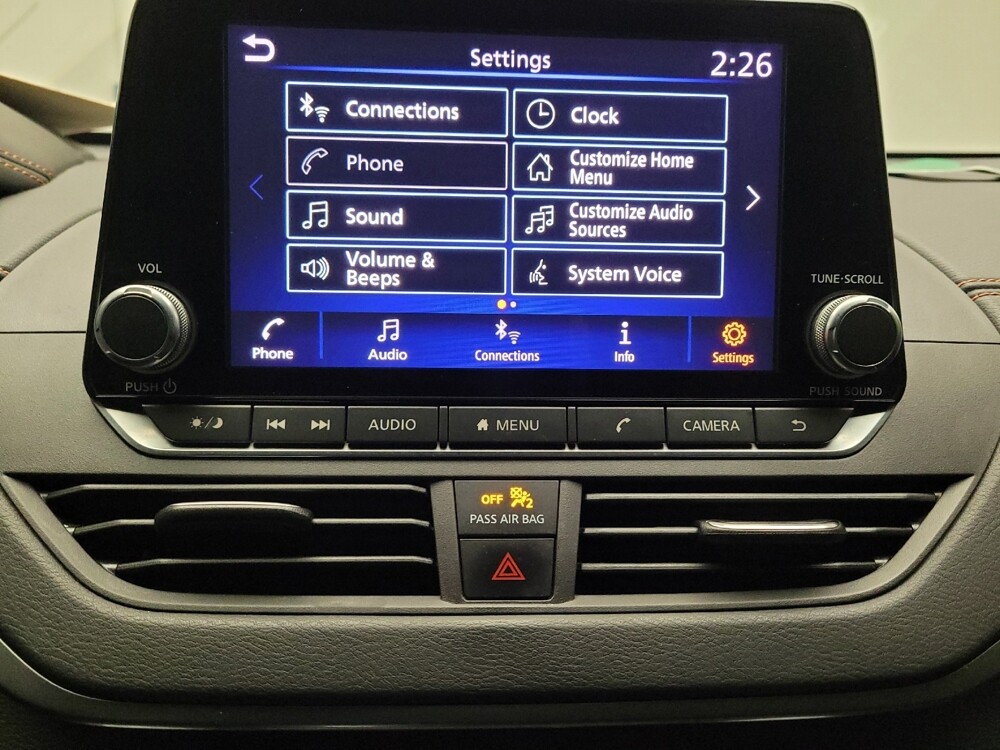 Settings
2:26
Connections
Clock
Phone
Customize Home
Menu
Sound
Customize Audio
Sources
Volume &
Beeps
System Voice
Phone
Audio
Connections
Info
Settings
VOL
PUSH
TUNE·SCROLL
PUSH SOUND
AUDIO
MENU
CAMERA
OFF 2
PASS AIR BAG